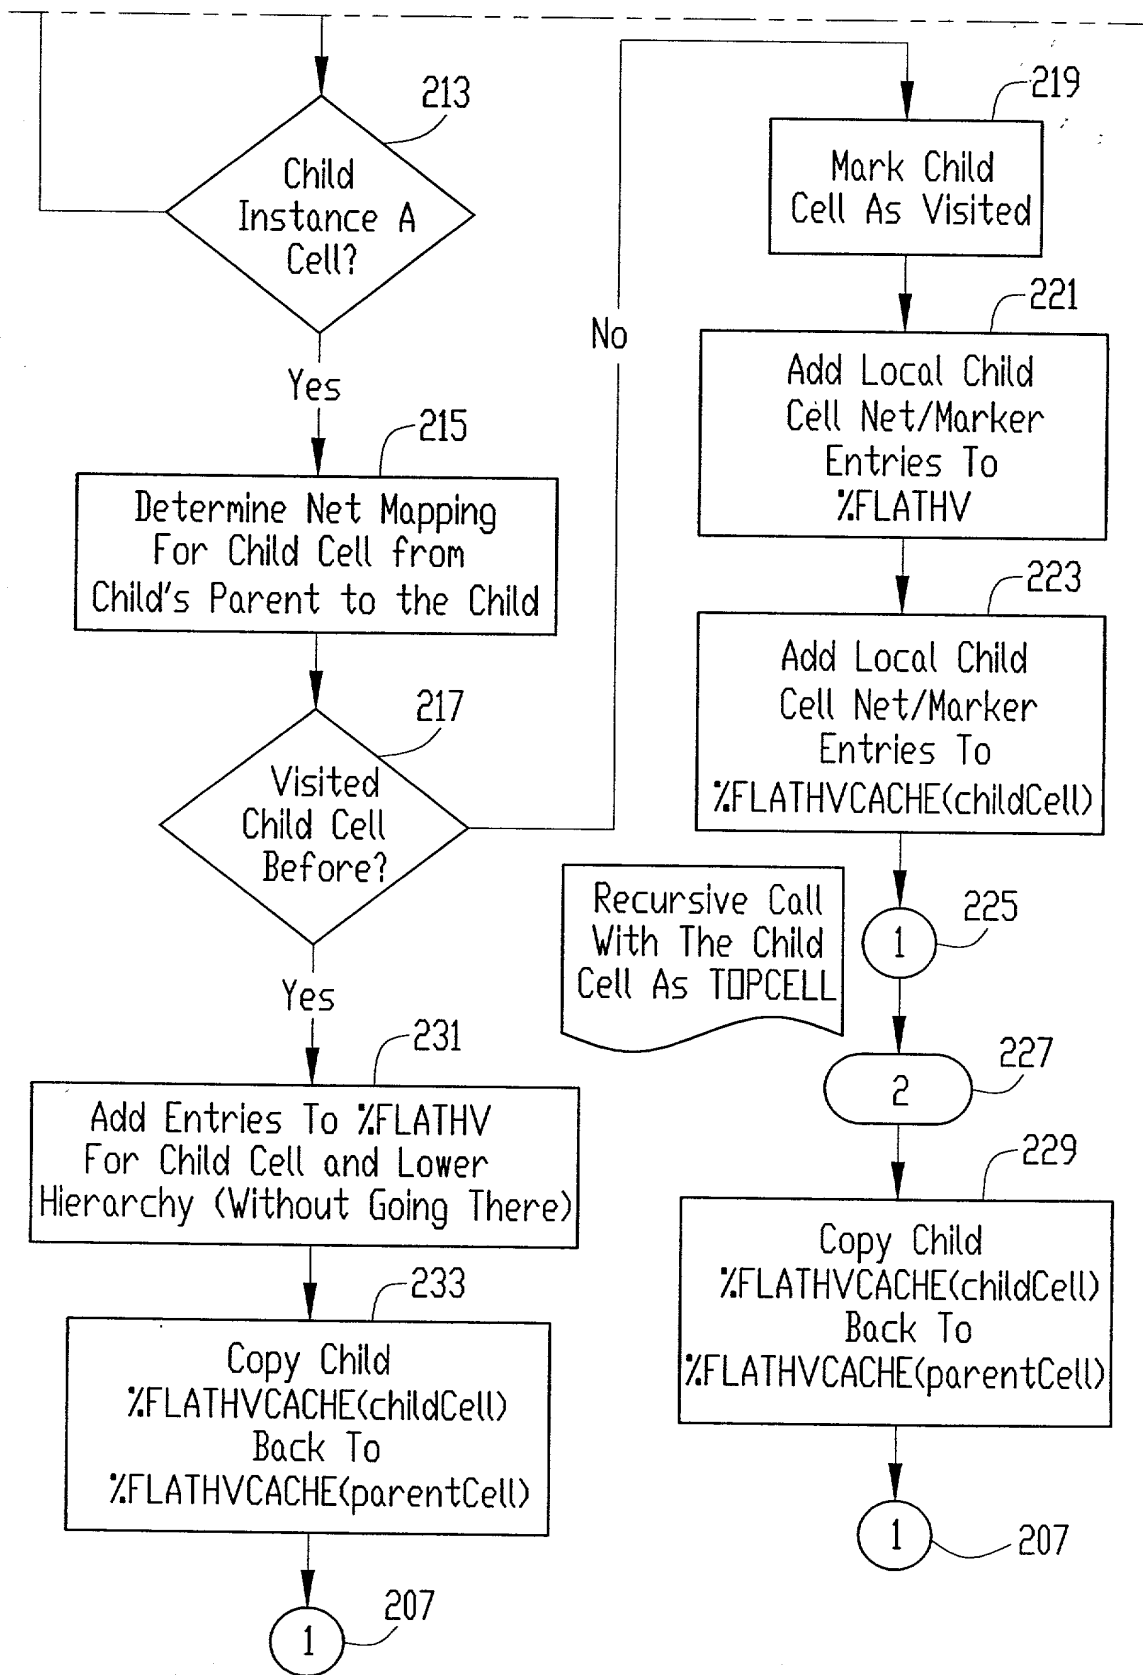 213
Child
Instance A
Cell?
Yes
215
Determine Net Mapping
For Child Cell from
Child's Parent to the Child
217
Visited
Child Cell
Before?
No
Yes
231
Add Entries To %FLATHV
For Child Cell and Lower
Hierarchy (Without Going There)
233
Copy Child
%FLATHVCACHE(childCell)
Back To
%FLATHVCACHE(parentCell)
1
207
219
Mark Child
Cell As Visited
221
Add Local Child
Cell Net/Marker
Entries To
%FLATHV
223
Add Local Child
Cell Net/Marker
Entries To
%FLATHVCACHE(childCell)
Recursive Call
With The Child
Cell As TOPCELL
1
225
2
227
229
Copy Child
%FLATHVCACHE(childCell)
Back To
%FLATHVCACHE(parentCell)
1
207